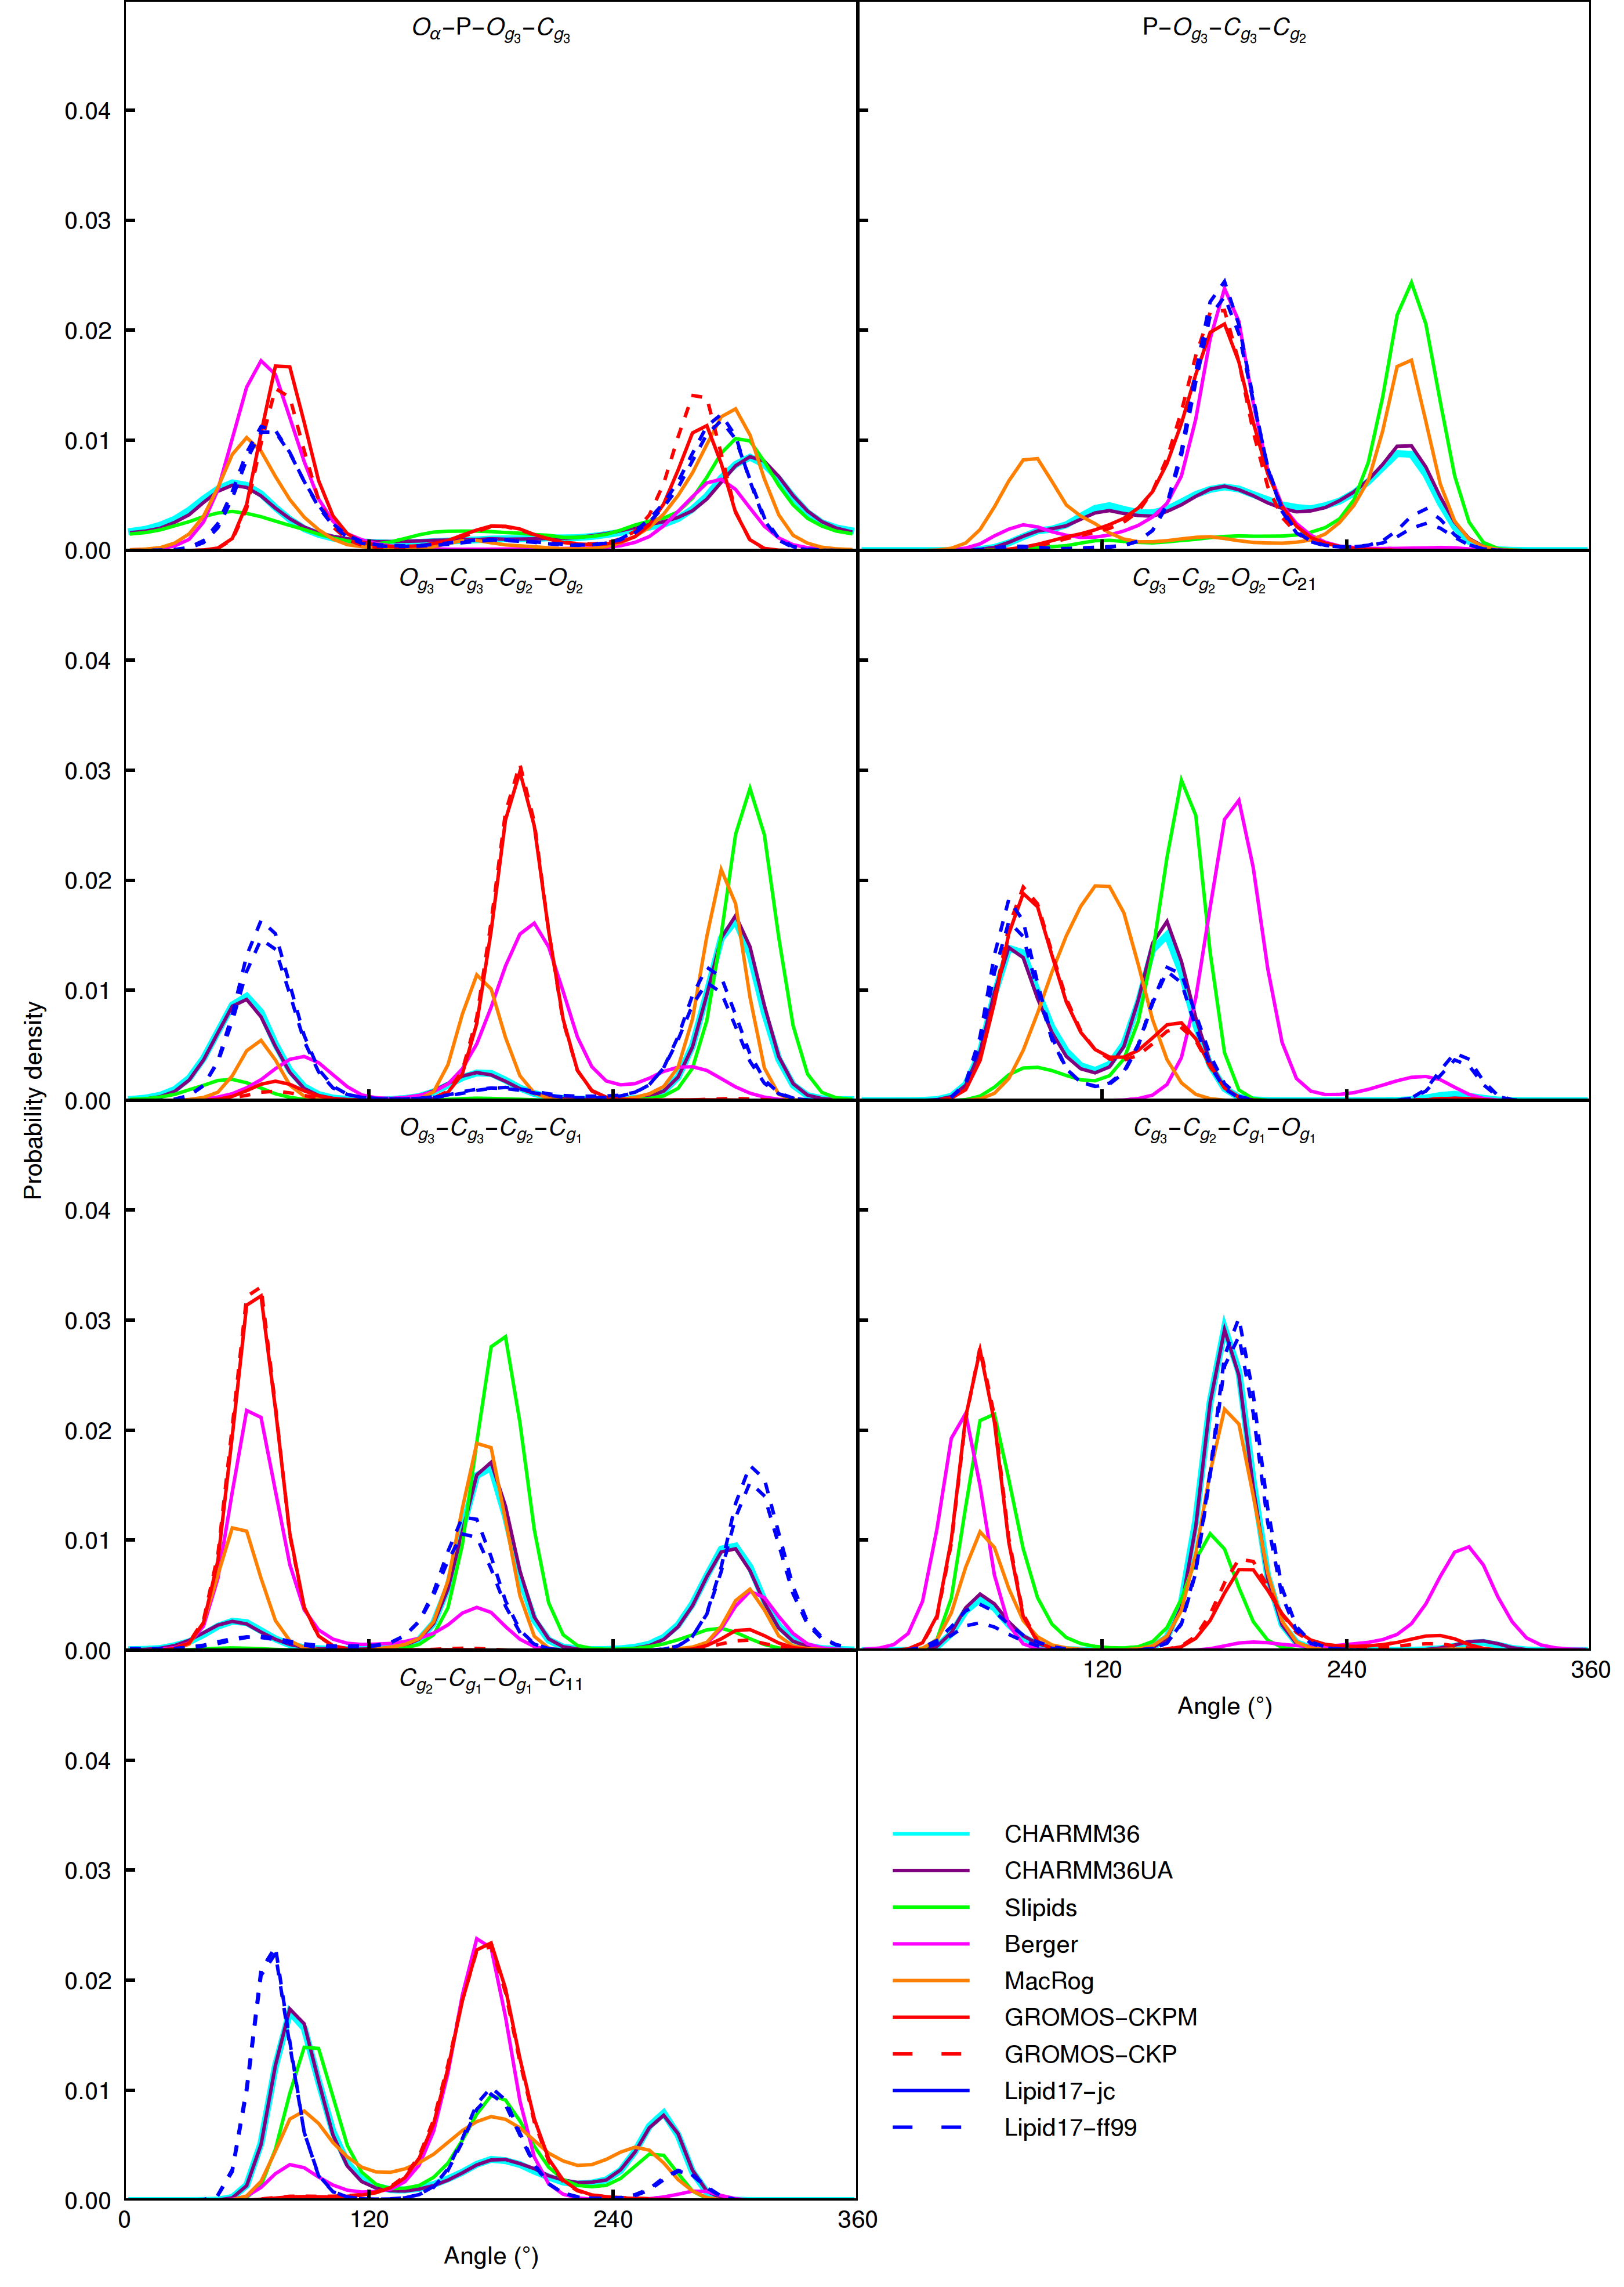 Oα–P–Og3–Cg3
P–Og3–Cg3–Cg2
0.04
0.03
0.02
0.01
0.00
Og3–Cg3–Cg2–Og2
Cg3–Cg2–Og2–C21
0.04
0.03
0.02
0.01
0.00
Probability density
Og3–Cg3–Cg2–Cg1
Cg3–Cg2–Cg1–Og1
0.04
0.03
0.02
0.01
0.00
120 240 360
Angle (°)
Cg2–Cg1–Og1–C11
0.04
0.03
0.02
0.01
0.00
0 120 240 360
Angle (°)
CHARMM36
CHARMM36UA
Slipids
Berger
MacRog
GROMOS–CKPM
GROMOS–CKP
Lipid17–jc
Lipid17–ff99